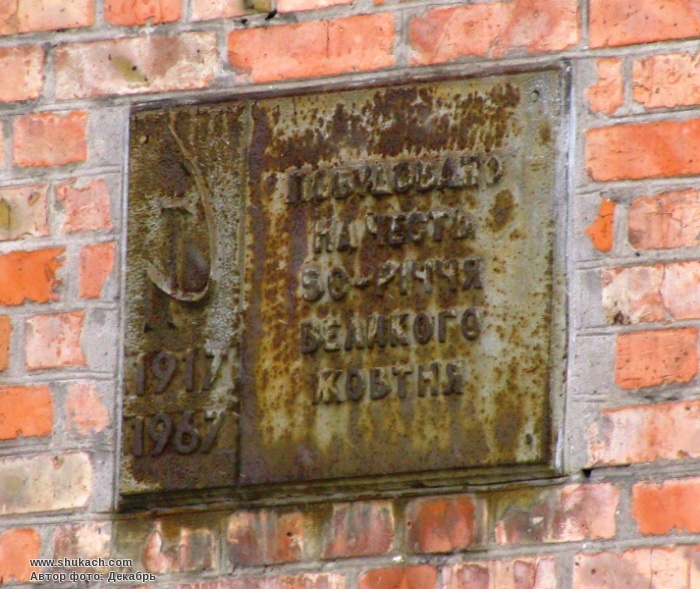 1917
1967
ПОБУДОВАНО
НА ЧЕСТЬ
50-РІЧЧЯ
ВЕЛИКОГО
ЖОВТНЯ
www.shukach.com
Автор фото: Декабрь